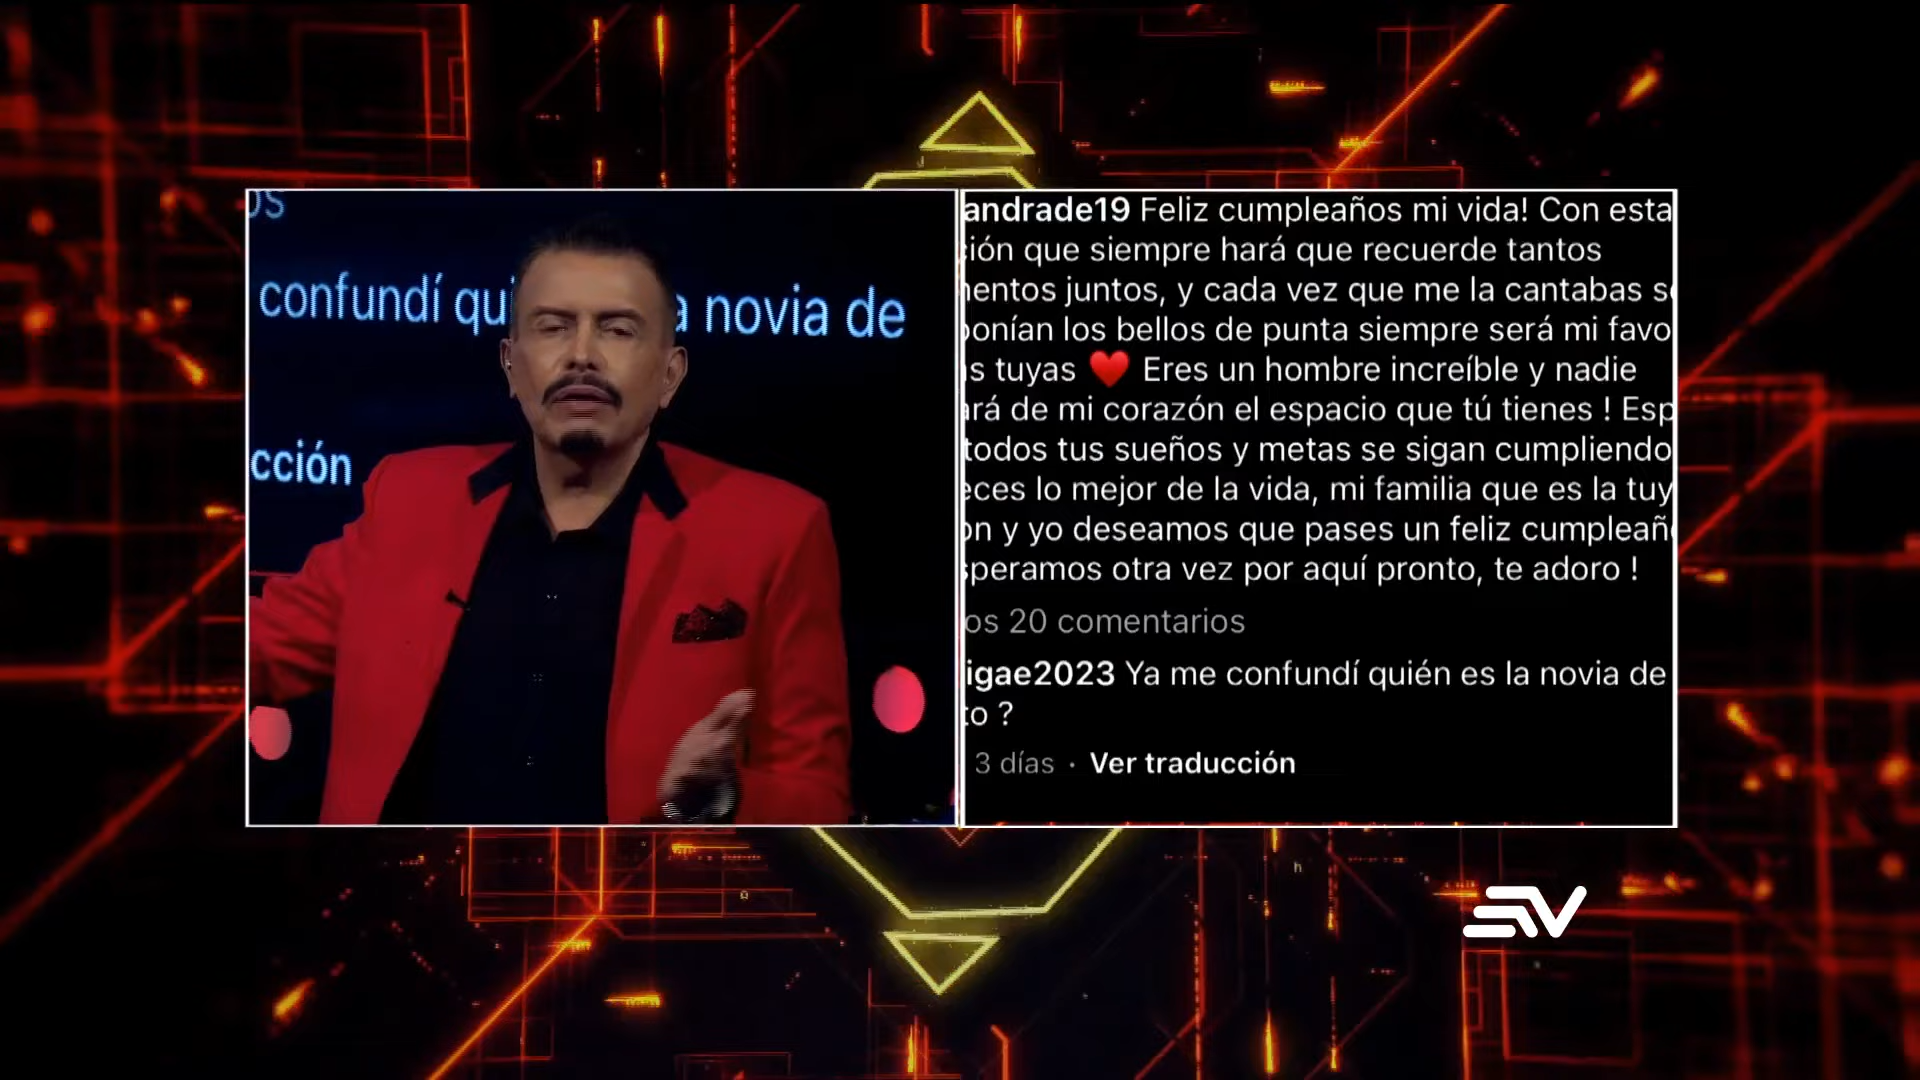 os
confundí novia de
cción
andrade19 Feliz cumpleaños mi vida! Con esta
ión que siempre hará que recuerde tantos
entos juntos, y cada vez que me la cantabas
ponían los bellos de punta siempre será mi favo
s tuyas ❤️ Eres un hombre increíble y nadie
ará de mi corazón el espacio que tú tienes ! Esp
todos tus sueños y metas se sigan cumpliendo
eces lo mejor de la vida, mi familia que es la tuy
on y yo deseamos que pases un feliz cumpleañ
speramos otra vez por aquí pronto, te adoro !
os 20 comentarios
igae2023 Ya me confundí quién es la novia de
to ?
3 días · Ver traducción